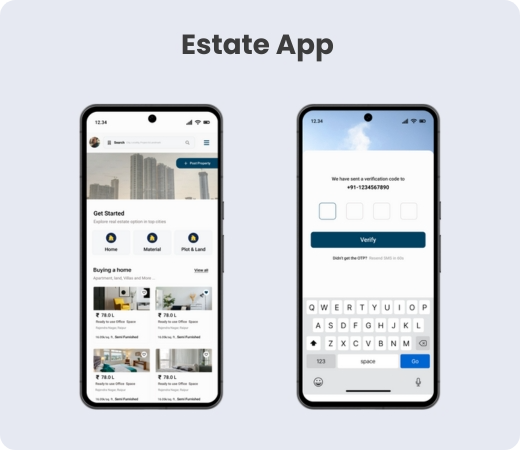 Estate App
12.34
Search
Post Property
Get Started
Explore real estate option in top cities
Home
Material
Plot & Land
Buying a home
View all
Apartment, land, Villas and More...
₹ 78.0 L
₹ 78.0 L
Ready to use Office Space
Ready to use Office Space
Semi Furnished
Semi Furnished
₹ 78.0 L
₹ 78.0 L
Ready to use Office Space
Ready to use Office Space
Semi Furnished
Semi Furnished
12.34
We have sent a verification code to
+91-1234567890
Verify
Didn't get the OTP?
Q W E R T Y U I O P
A S D F G H J K L
Z X C V B N M
123
space
Go